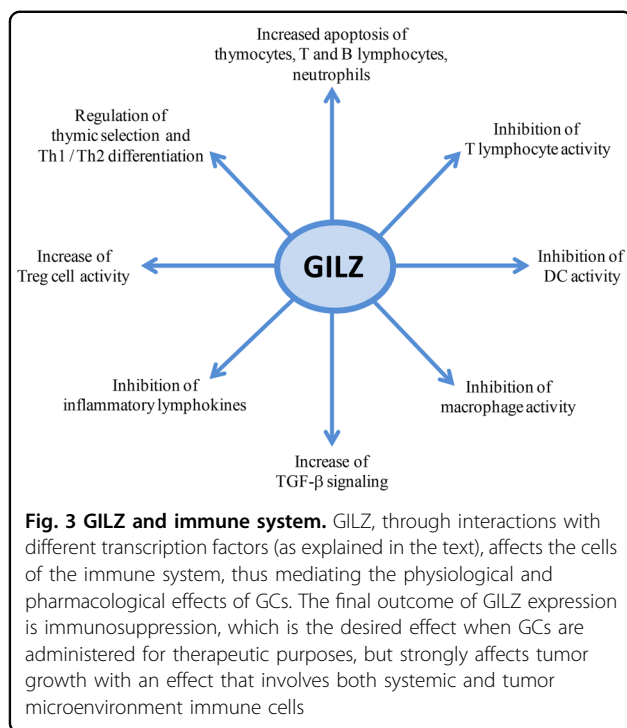 Increased apoptosis of
thymocytes, T and B lymphocytes,
neutrophils
Regulation of
thymic selection and
Th1 / Th2 differentiation
Inhibition of
T lymphocyte activity
Increase of
Treg cell activity
GILZ
Inhibition of
DC activity
Inhibition of
inflammatory lymphokines
Inhibition of
macrophage activity
Increase of
TGF-β signaling
Fig. 3 GILZ and immune system. GILZ, through interactions with
different transcription factors (as explained in the text), affects the cells
of the immune system, thus mediating the physiological and
pharmacological effects of GCs. The final outcome of GILZ expression
is immunosuppression, which is the desired effect when GCs are
administered for therapeutic purposes, but strongly affects tumor
growth with an effect that involves both systemic and tumor
microenvironment immune cells